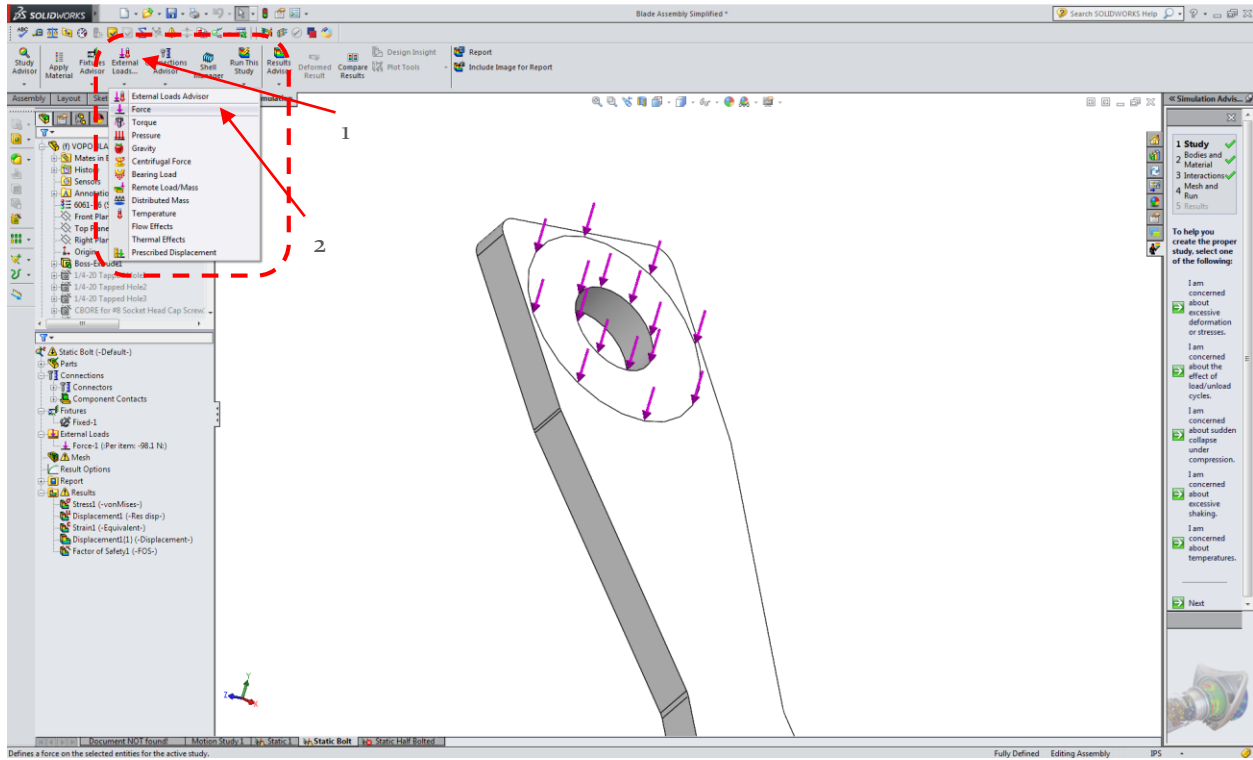 SOLIDWORKS
Blade Assembly Simplified *
Search SOLIDWORKS Help
Study Advisor
Apply Material
Fixtures Advisor
External Loads...
Connections Advisor
Shell Manager
Run This Study
Results Advisor
Deformed Result
Compare Results
Design Insight
Plot Tools
Report
Include Image for Report
Assembly
Layout
External Loads Advisor
Force
Torque
Pressure
Gravity
Centrifugal Force
Bearing Load
Remote Load/Mass
Distributed Mass
Temperature
Flow Effects
Thermal Effects
Prescribed Displacement
1
2
Sensors
Origin
Boss-Extrude1
1/4-20 Tapped Hole1
1/4-20 Tapped Hole2
1/4-20 Tapped Hole3
CBORE for #8 Socket Head Cap Screw
Static Bolt (-Default-)
Parts
Connections
Connectors
Component Contacts
Fixtures
Fixed-1
External Loads
Force-1 (:Per item: -98.1 N:)
Mesh
Result Options
Report
Results
Stress1 (-vonMises-)
Displacement1 (-Res disp-)
Strain1 (-Equivalent-)
Displacement1{1} (-Displacement-)
Factor of Safety1 (-FOS-)
Y
Z
X
«Simulation Advis...
1 Study
2 Bodies and
Material
3 Interactions
4 Mesh and
Run
5 Results
To help you
create the proper
study, select one
of the following:
I am
concerned
about
excessive
deformation
or stresses.
I am
concerned
about the
effect of
load/unload
cycles.
I am
concerned
about sudden
collapse
under
compression.
I am
concerned
about
excessive
shaking.
I am
concerned
about
temperatures.
Next
Document NOT found!
Motion Study 1
Static 1
Static Bolt
Static Half Bolted
Defines a force on the selected entities for the active study.
Fully Defined
Editing Assembly
IPS